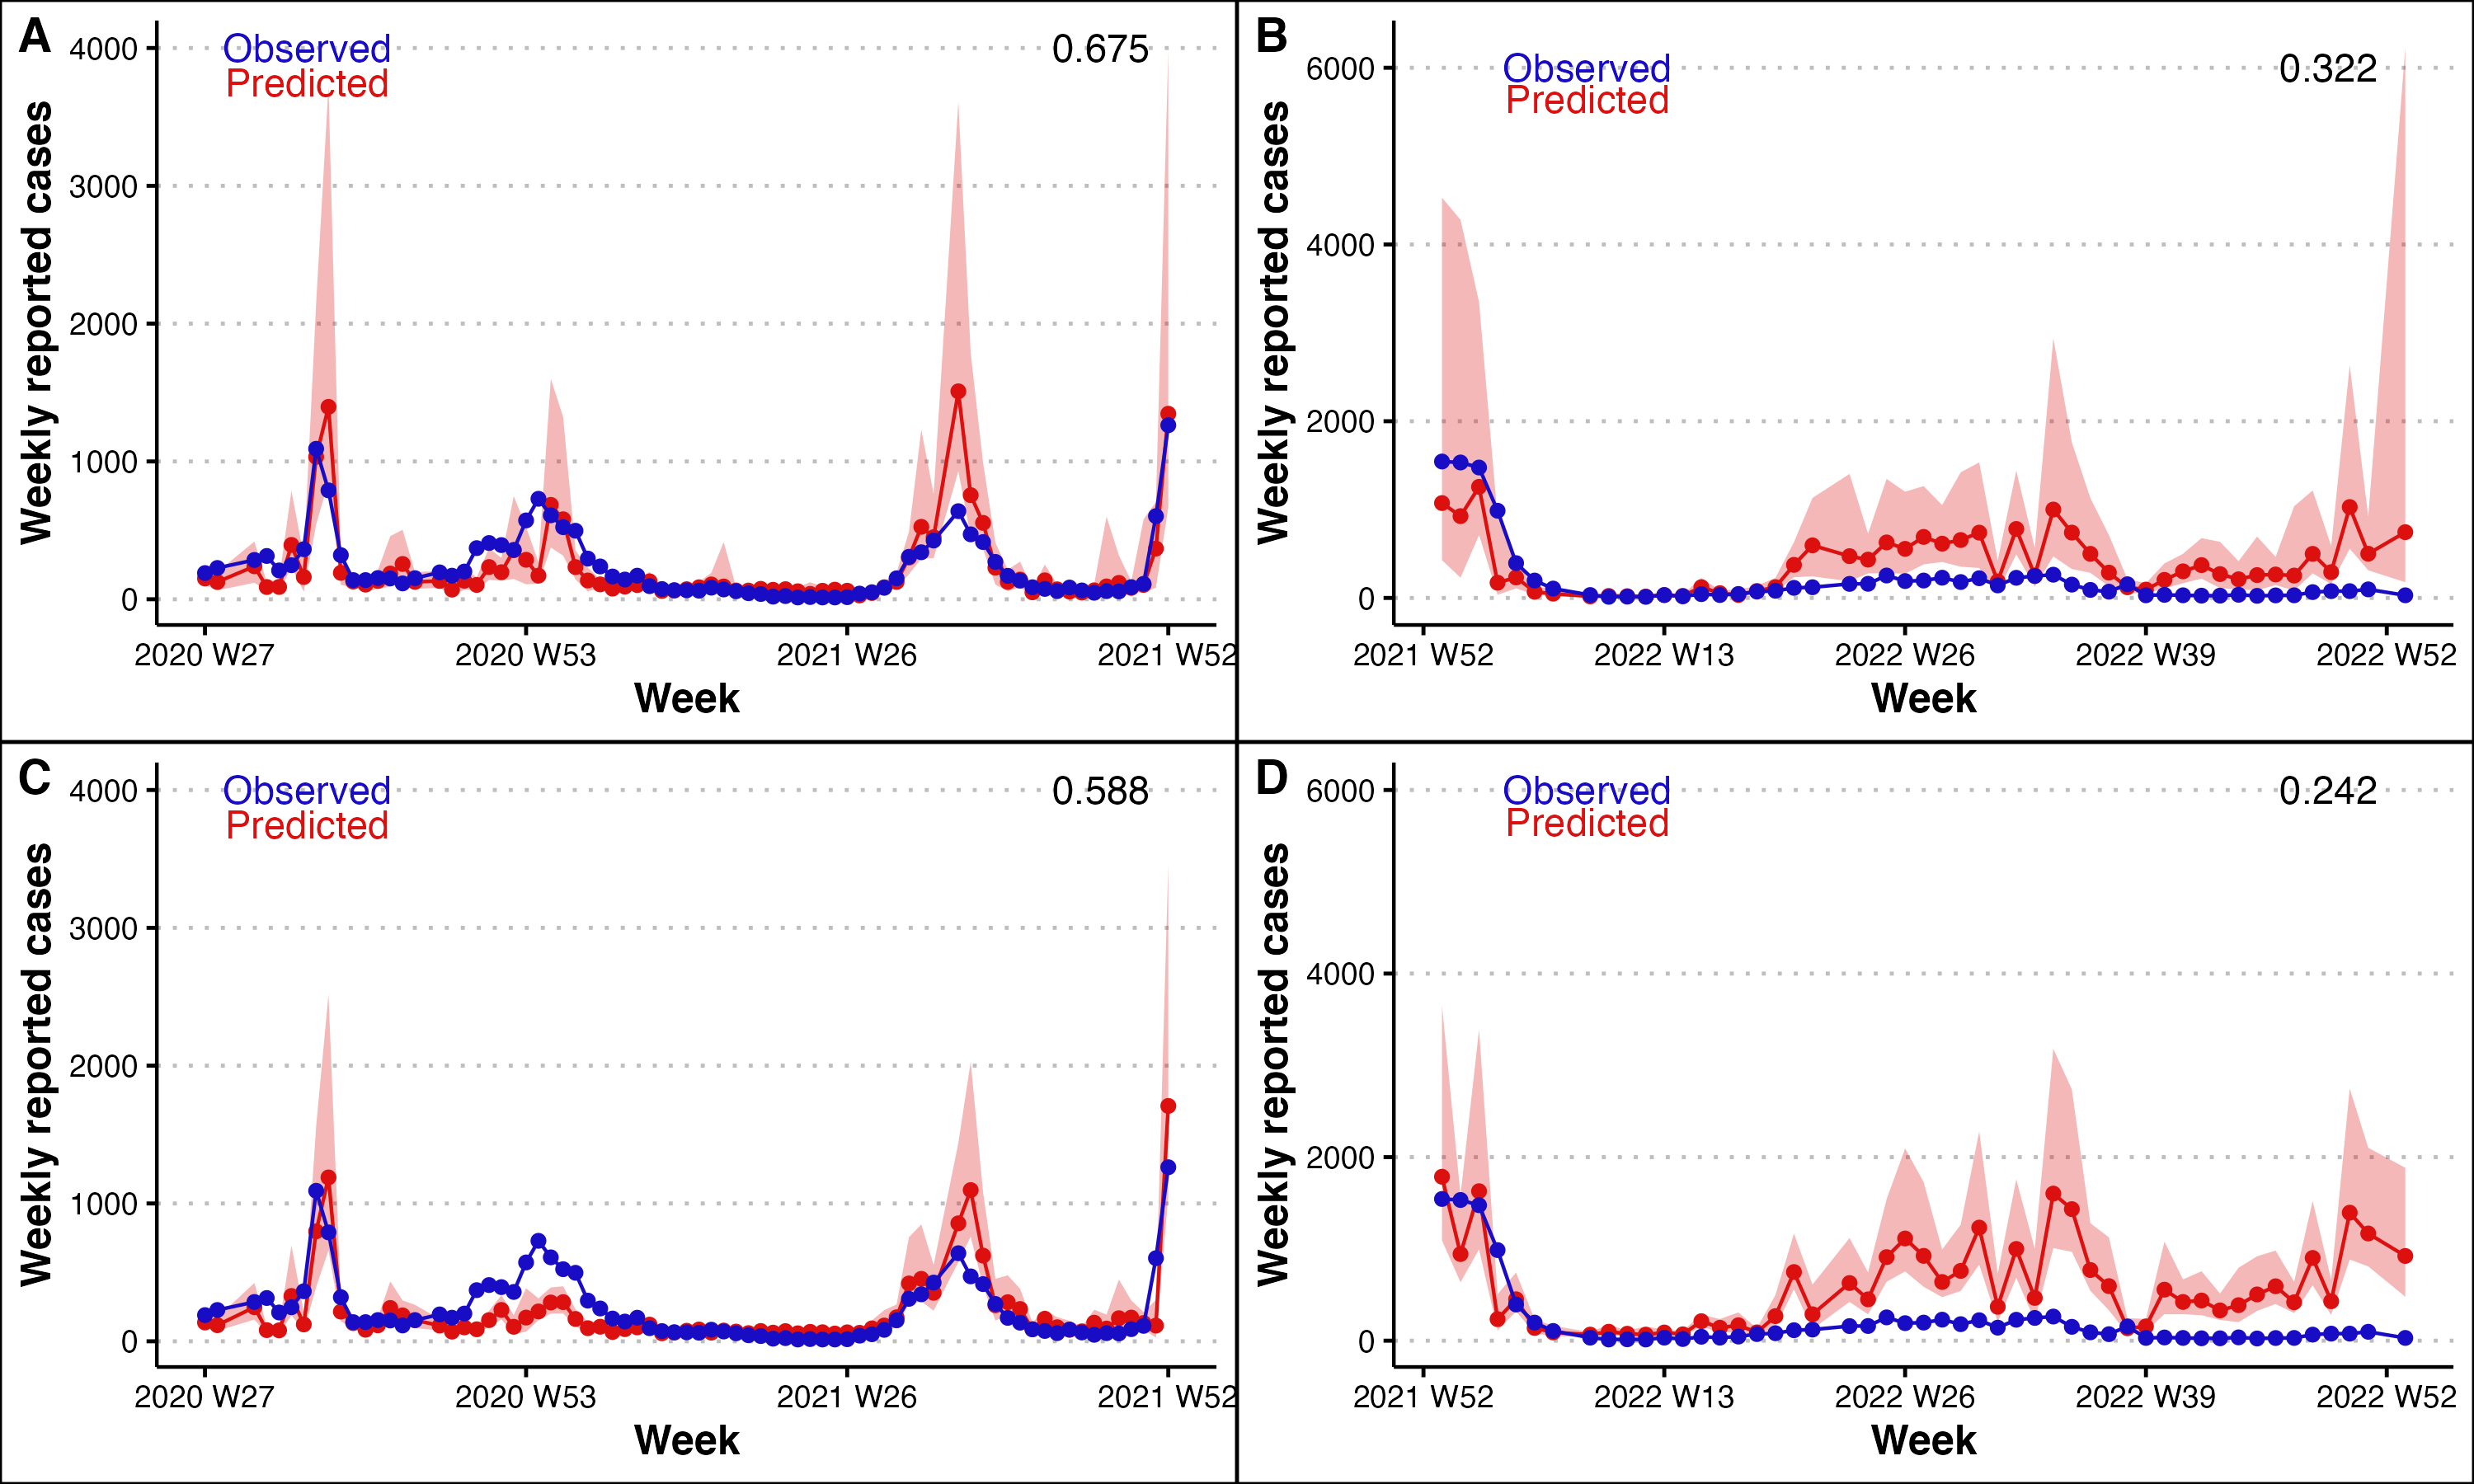 A
Observed
Predicted
0.675
Weekly reported cases
4000
3000
2000
1000
0
2020 W27
2020 W53
2021 W26
2021 W52
Week
B
Observed
Predicted
0.322
Weekly reported cases
6000
4000
2000
0
2021 W52
2022 W13
2022 W26
2022 W39
2022 W52
Week
C
Observed
Predicted
0.588
Weekly reported cases
4000
3000
2000
1000
0
2020 W27
2020 W53
2021 W26
2021 W52
Week
D
Observed
Predicted
0.242
Weekly reported cases
6000
4000
2000
0
2021 W52
2022 W13
2022 W26
2022 W39
2022 W52
Week